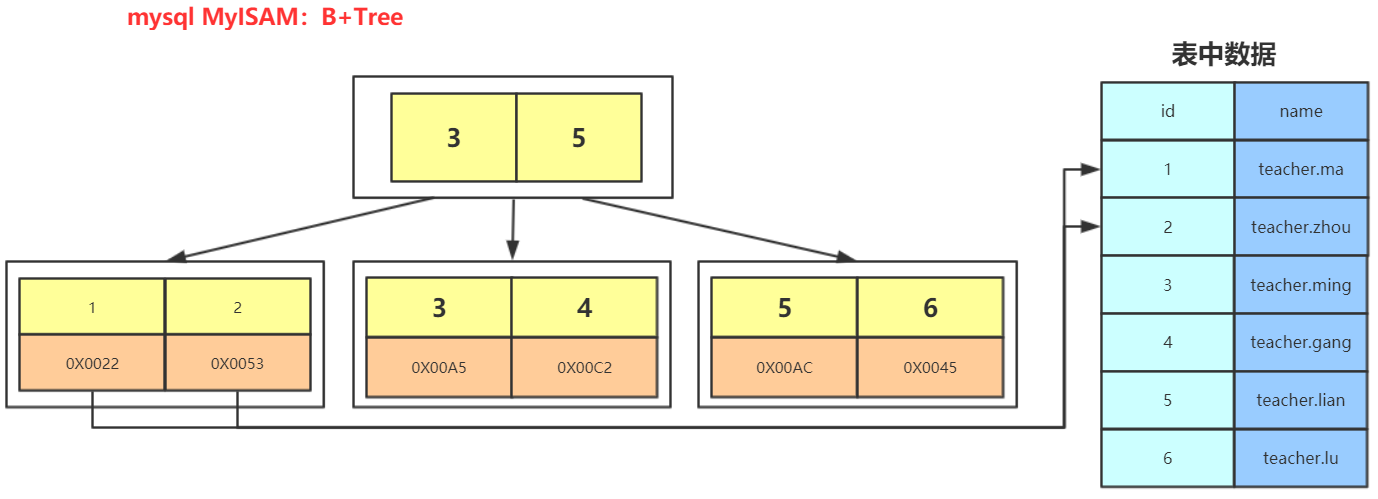 mysql MyISAM：B+Tree
表中数据
3 5
1 2
0X0022 0X0053
3 4
0X00A5 0X00C2
5 6
0X00AC 0X0045
id name
1 teacher.ma
2 teacher.zhou
3 teacher.ming
4 teacher.gang
5 teacher.lian
6 teacher.lu